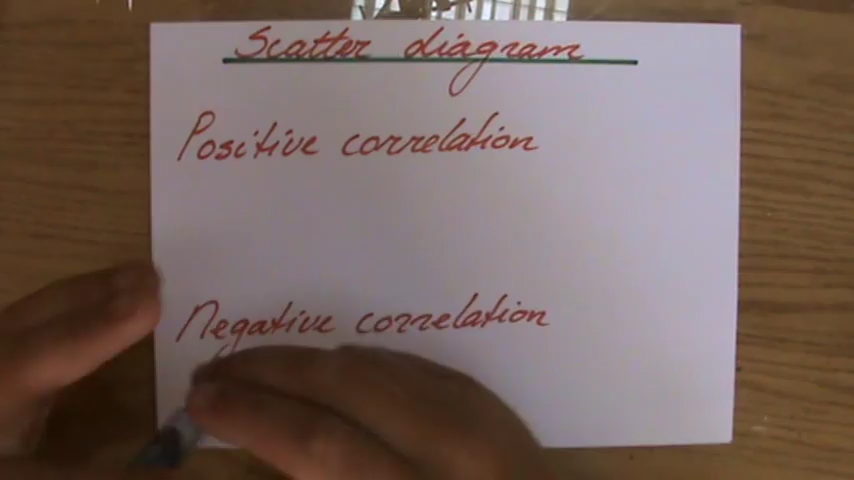 Scatter diagram
Positive correlation
Negative correlation